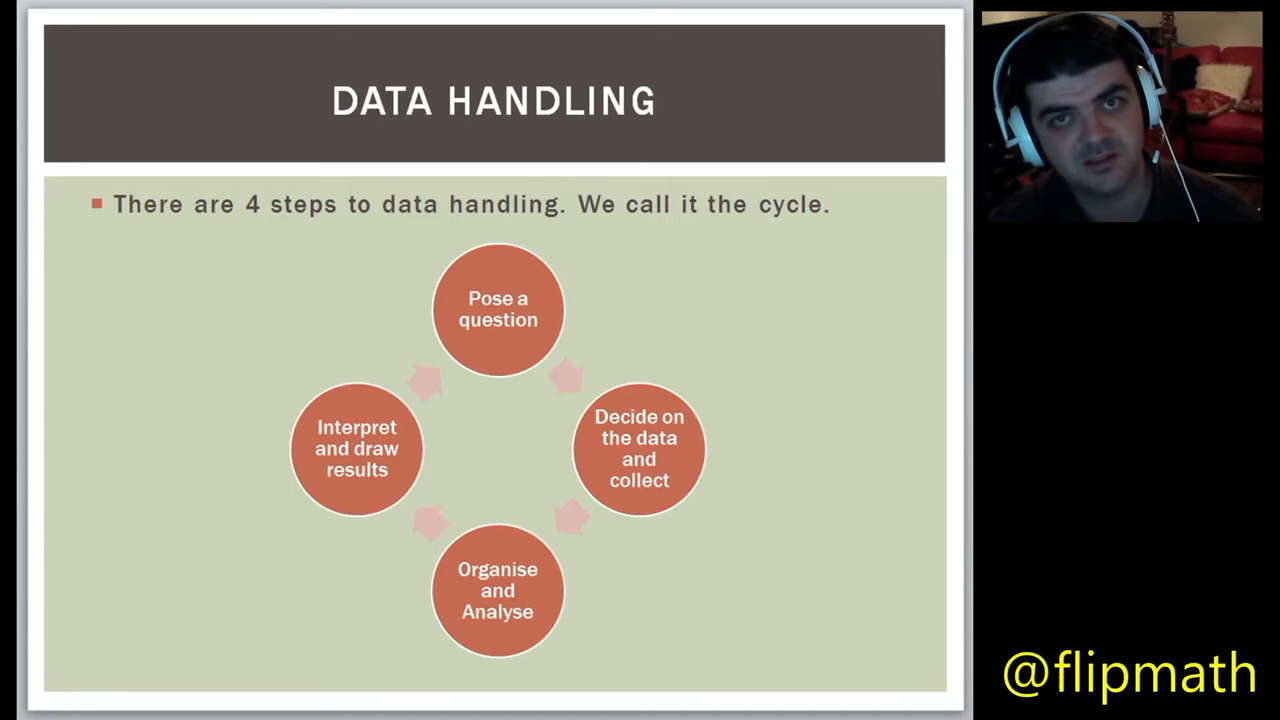 DATA HANDLING
There are 4 steps to data handling. We call it the cycle.
Pose a
question
Decide on
the data
and
collect
Organise
and
Analyse
Interpret
and draw
results
@flipmath